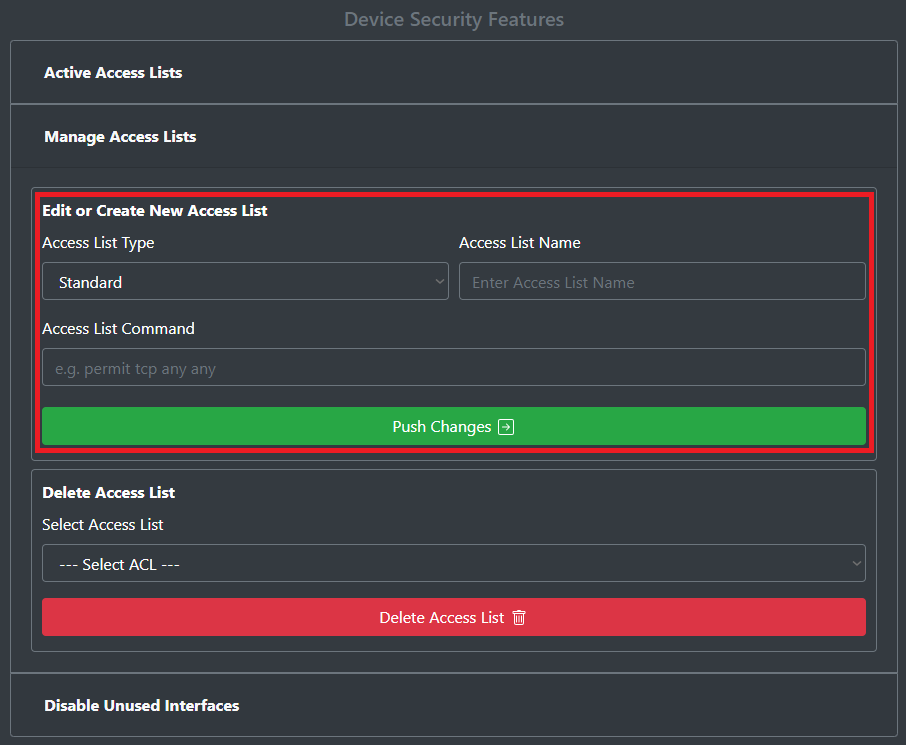 Device Security Features
Active Access Lists
Manage Access Lists
Edit or Create New Access List
Access List Type
Access List Name
Standard
Enter Access List Name
Access List Command
e.g. permit tcp any any
Push Changes
Delete Access List
Select Access List
--- Select ACL ---
Delete Access List
Disable Unused Interfaces